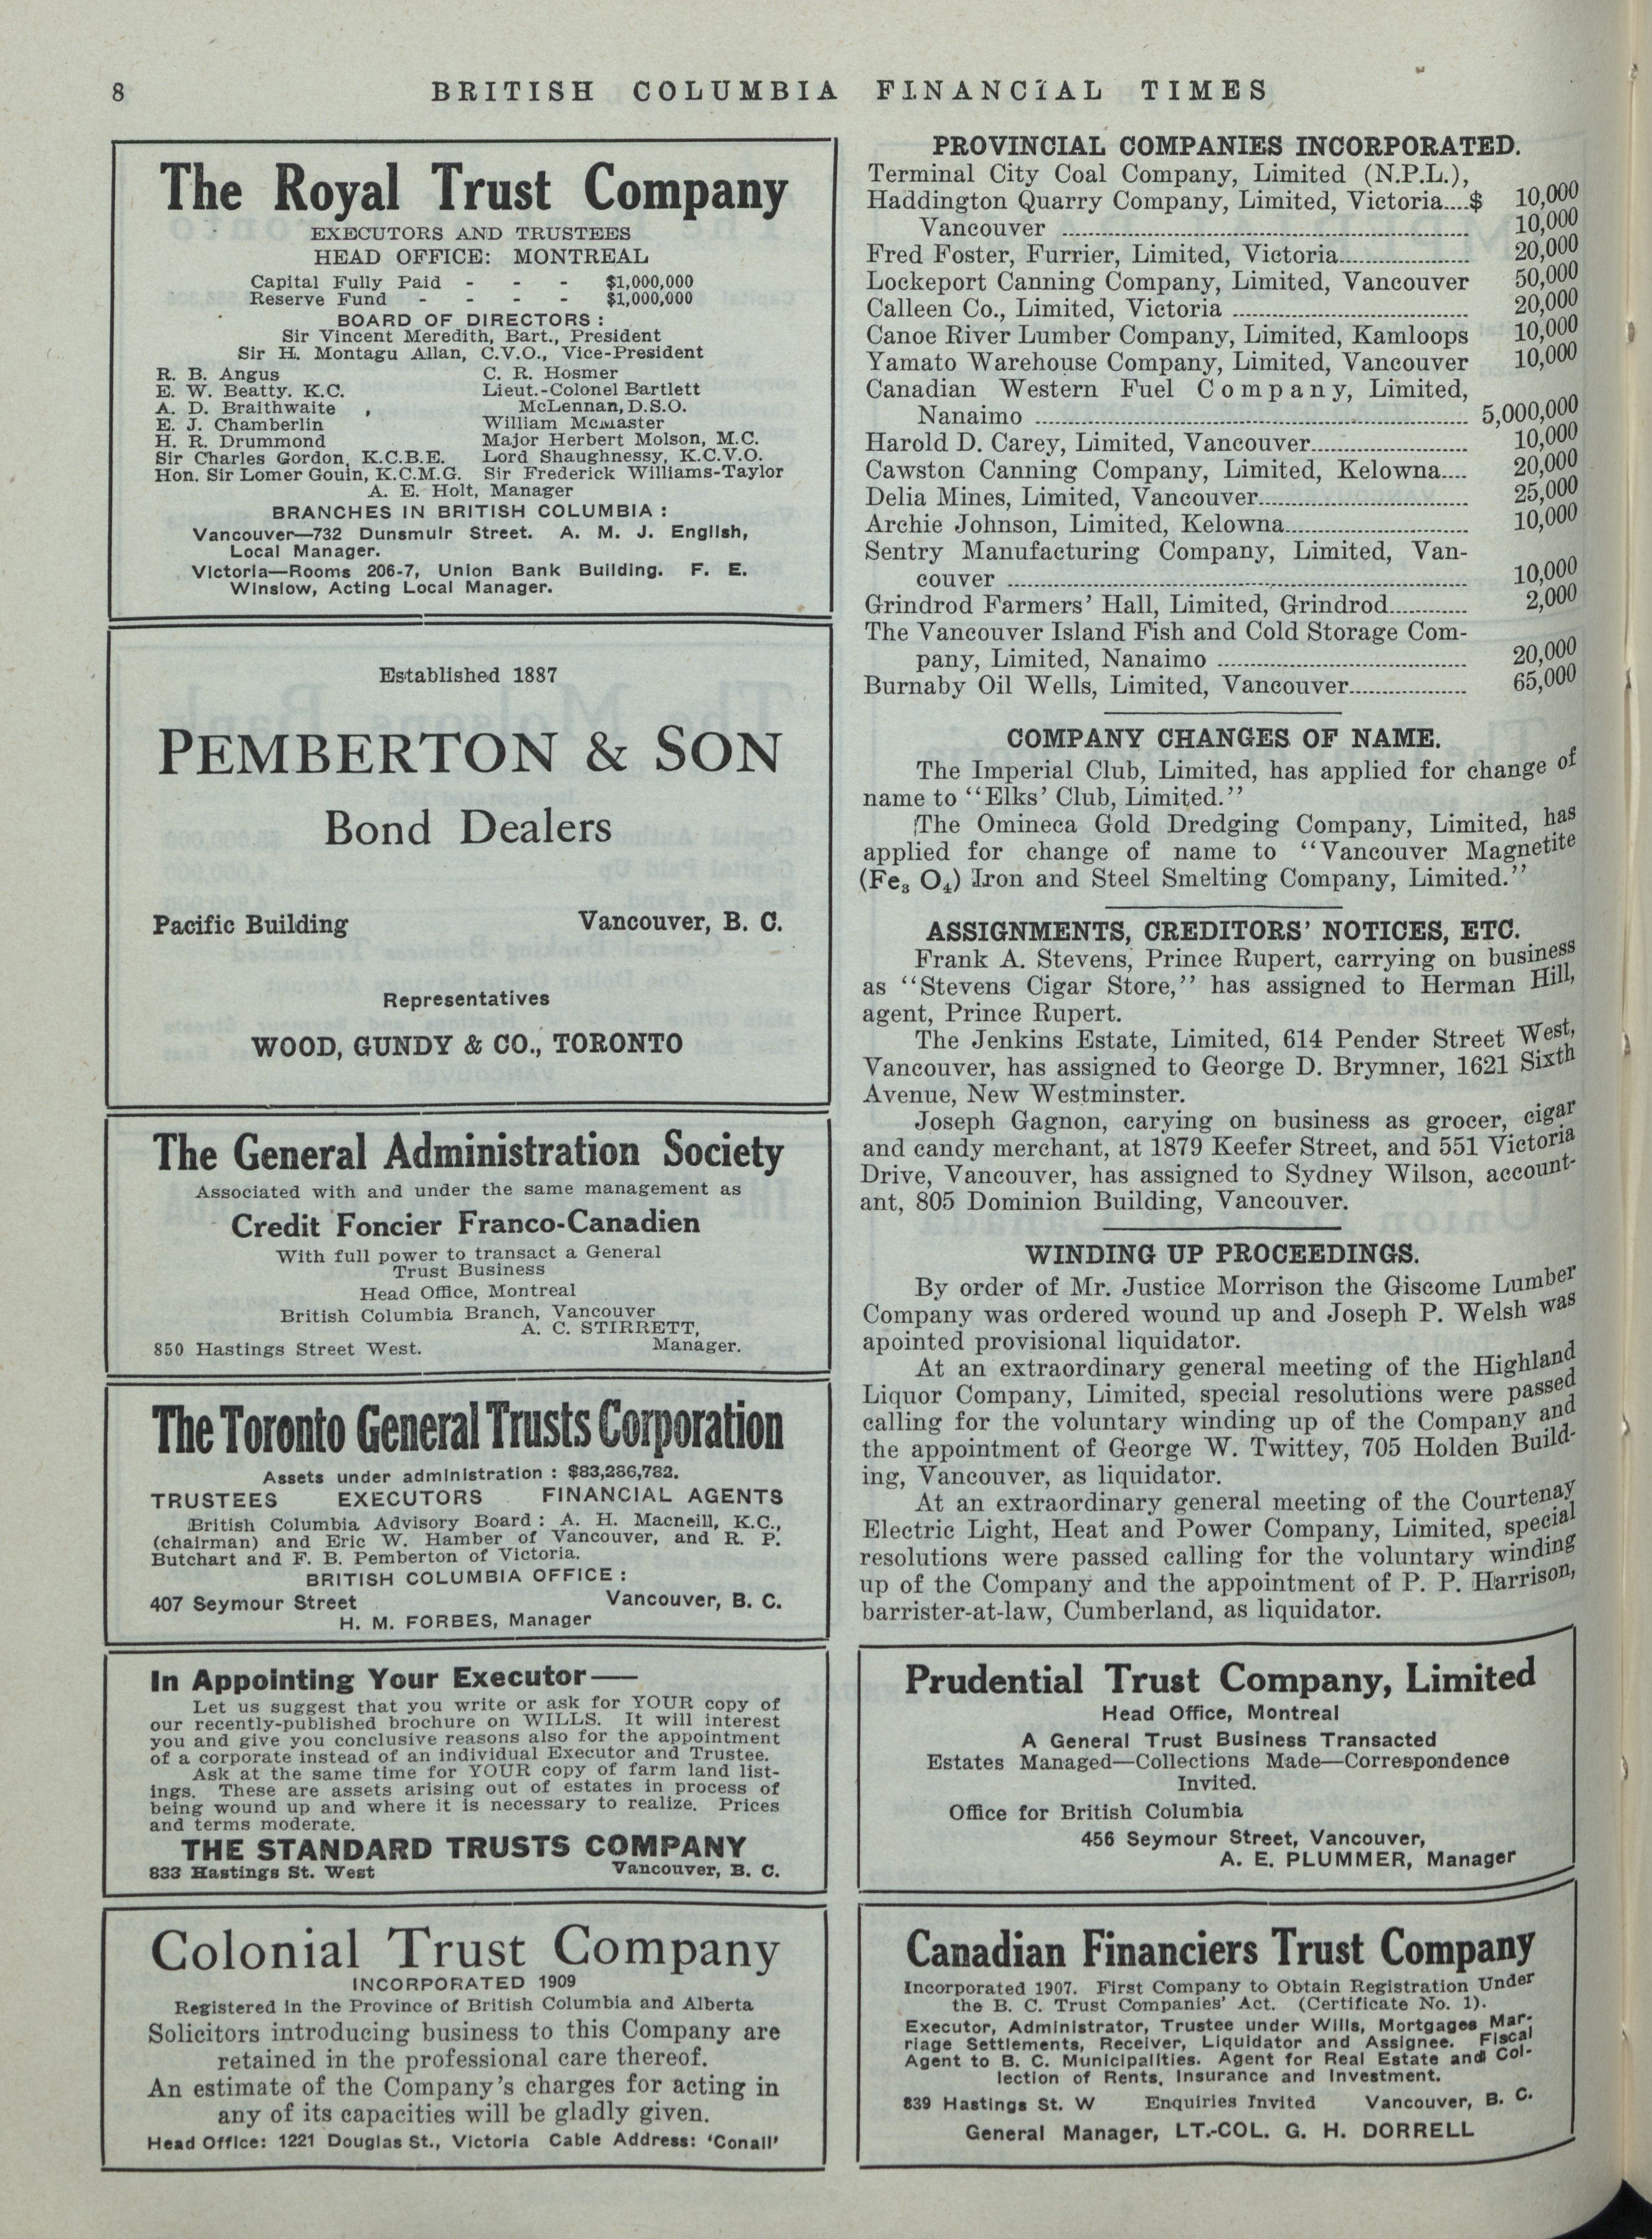 8
BRITISH COLUMBIA FINANCIAL TIMES
The Royal Trust Company
EXECUTORS AND TRUSTEES
HEAD OFFICE: MONTREAL
Capital Fully Paid - - - $1,000,000
Reserve Fund - - - - $1,000,000
BOARD OF DIRECTORS:
Sir Vincent Meredith, Bart., President
Sir H. Montagu Allan, C.V.O., Vice-President
R. B. Angus
E. W. Beatty. K.C.
A. D. Braithwaite
E. J. Chamberlin
H. R. Drummond
Sir Charles Gordon, K.C.B.E.
Hon. Sir Lomer Gouin, K.C.M.G.
C. R. Hosmer
Lieut.-Colonel Bartlett
McLennan, D.S.O.
William McMaster
Major Herbert Molson, M.C.
Lord Shaughnessy, K.C.V.O.
Sir Frederick Williams-Taylor
A. E. Holt, Manager
BRANCHES IN BRITISH COLUMBIA:
Vancouver—732 Dunsmuir Street. A. M. J. English,
Local Manager.
Victoria—Rooms 206-7, Union Bank Building. F. E.
Winslow, Acting Local Manager.
Established 1887
PEMBERTON & SON
Bond Dealers
Pacific Building Vancouver, B. C.
Representatives
WOOD, GUNDY & CO., TORONTO
The General Administration Society
Associated with and under the same management as
Credit Foncier Franco-Canadien
With full power to transact a General
Trust Business
Head Office, Montreal
British Columbia Branch, Vancouver
A. C. STIRRETT,
850 Hastings Street West. Manager.
The Toronto General Trusts Corporation
Assets under administration: $83,286,782.
TRUSTEES EXECUTORS FINANCIAL AGENTS
British Columbia Advisory Board: A. H. Macneill, K.C.,
(chairman) and Eric W. Hamber of Vancouver, and R. P.
Butchart and F. B. Pemberton of Victoria.
BRITISH COLUMBIA OFFICE:
407 Seymour Street Vancouver, B. C.
H. M. FORBES, Manager
In Appointing Your Executor—
Let us suggest that you write or ask for YOUR copy of
our recently-published brochure on WILLS. It will interest
you and give you conclusive reasons also for the appointment
of a corporate instead of an individual Executor and Trustee.
Ask at the same time for YOUR copy of farm land list-
ings. These are assets arising out of estates in process of
being wound up and where it is necessary to realize. Prices
and terms moderate.
THE STANDARD TRUSTS COMPANY
833 Hastings St. West Vancouver, B. C.
Colonial Trust Company
INCORPORATED 1909
Registered in the Province of British Columbia and Alberta
Solicitors introducing business to this Company are
retained in the professional care thereof.
An estimate of the Company's charges for acting in
any of its capacities will be gladly given.
Head Office: 1221 Douglas St., Victoria Cable Address: 'Conail'
PROVINCIAL COMPANIES INCORPORATED.
Terminal City Coal Company, Limited (N.P.L.),
Haddington Quarry Company, Limited, Victoria....$ 10,000
Vancouver .......... 10,000
Fred Foster, Furrier, Limited, Victoria.......... 20,000
Lockeport Canning Company, Limited, Vancouver 50,000
Calleen Co., Limited, Victoria .......... 20,000
Canoe River Lumber Company, Limited, Kamloops 10,000
Yamato Warehouse Company, Limited, Vancouver 10,000
Canadian Western Fuel Company, Limited,
Nanaimo .......... 5,000,000
Harold D. Carey, Limited, Vancouver.......... 10,000
Cawston Canning Company, Limited, Kelowna.... 20,000
Delia Mines, Limited, Vancouver.......... 25,000
Archie Johnson, Limited, Kelowna.......... 10,000
Sentry Manufacturing Company, Limited, Van-
couver .......... 10,000
Grindrod Farmers' Hall, Limited, Grindrod.......... 2,000
The Vancouver Island Fish and Cold Storage Com-
pany, Limited, Nanaimo .......... 20,000
Burnaby Oil Wells, Limited, Vancouver.......... 65,000
COMPANY CHANGES OF NAME.
The Imperial Club, Limited, has applied for change of
name to "Elks' Club, Limited."
The Omineca Gold Dredging Company, Limited, has
applied for change of name to "Vancouver Magnetite
(Fe₃ O₄) Iron and Steel Smelting Company, Limited."
ASSIGNMENTS, CREDITORS' NOTICES, ETC.
Frank A. Stevens, Prince Rupert, carrying on business
as "Stevens Cigar Store," has assigned to Herman Hill,
agent, Prince Rupert.
The Jenkins Estate, Limited, 614 Pender Street West,
Vancouver, has assigned to George D. Brymner, 1621 Sixth
Avenue, New Westminster.
Joseph Gagnon, carying on business as grocer, cigar
and candy merchant, at 1879 Keefer Street, and 551 Victoria
Drive, Vancouver, has assigned to Sydney Wilson, account-
ant, 805 Dominion Building, Vancouver.
WINDING UP PROCEEDINGS.
By order of Mr. Justice Morrison the Giscome Lumber
Company was ordered wound up and Joseph P. Welsh was
apointed provisional liquidator.
At an extraordinary general meeting of the Highland
Liquor Company, Limited, special resolutions were passed
calling for the voluntary winding up of the Company and
the appointment of George W. Twittey, 705 Holden Build-
ing, Vancouver, as liquidator.
At an extraordinary general meeting of the Courtenay
Electric Light, Heat and Power Company, Limited, special
resolutions were passed calling for the voluntary winding
up of the Company and the appointment of P. P. Harrison,
barrister-at-law, Cumberland, as liquidator.
Prudential Trust Company, Limited
Head Office, Montreal
A General Trust Business Transacted
Estates Managed—Collections Made—Correspondence
Invited.
Office for British Columbia
456 Seymour Street, Vancouver,
A. E. PLUMMER, Manager
Canadian Financiers Trust Company
Incorporated 1907. First Company to Obtain Registration Under
the B. C. Trust Companies' Act. (Certificate No. 1).
Executor, Administrator, Trustee under Wills, Mortgages Mar-
riage Settlements, Receiver, Liquidator and Assignee. Fiscal
Agent to B. C. Municipalities. Agent for Real Estate and Col-
lection of Rents, Insurance and Investment.
839 Hastings St. W Enquiries Invited Vancouver, B. C.
General Manager, LT.-COL. G. H. DORRELL